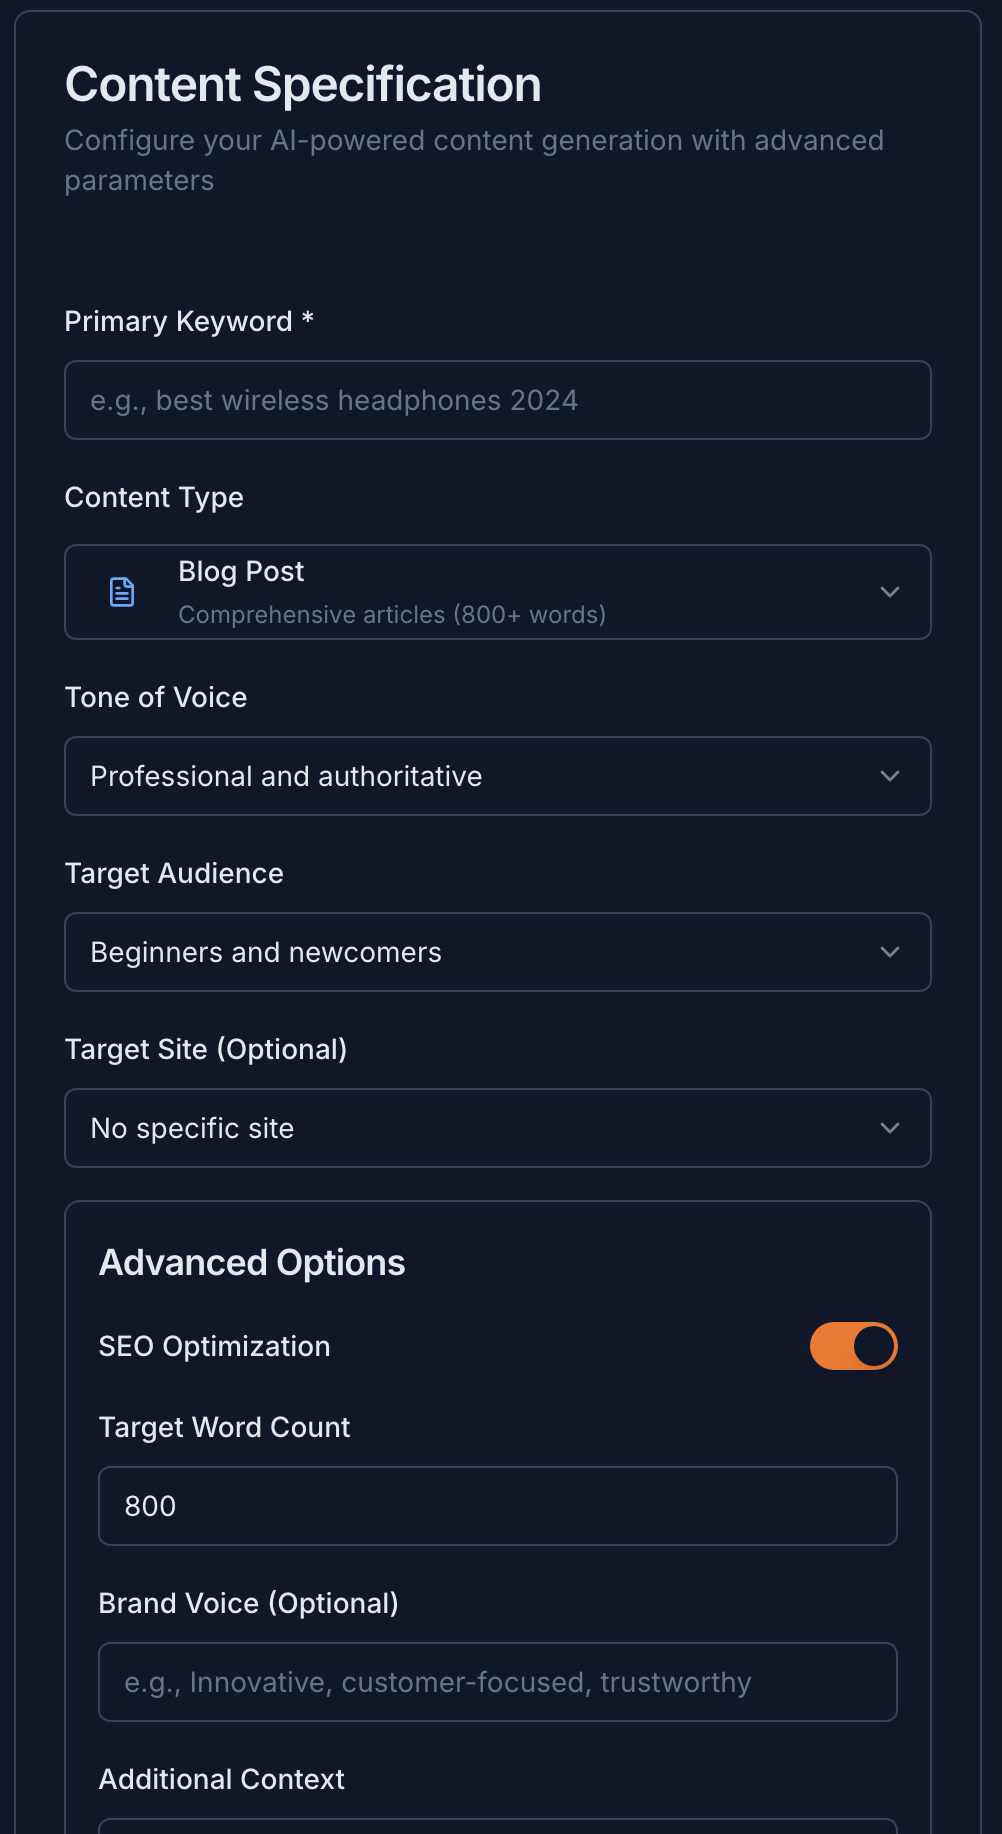 Content Specification
Configure your AI-powered content generation with advanced
parameters
Primary Keyword *
e.g., best wireless headphones 2024
Content Type
Blog Post
Comprehensive articles (800+ words)
Tone of Voice
Professional and authoritative
Target Audience
Beginners and newcomers
Target Site (Optional)
No specific site
Advanced Options
SEO Optimization
Target Word Count
800
Brand Voice (Optional)
e.g., Innovative, customer-focused, trustworthy
Additional Context